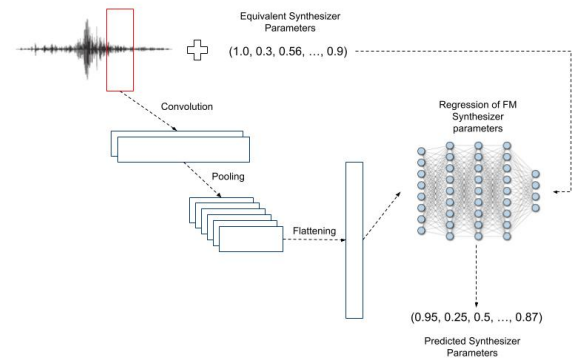 Equivalent Synthesizer
Parameters
(1.0, 0.3, 0.56, ..., 0.9)
Convolution
Regression of FM
Synthesizer
parameters
Pooling
Flattening
(0.95, 0.25, 0.5, ..., 0.87)
Predicted Synthesizer
Parameters